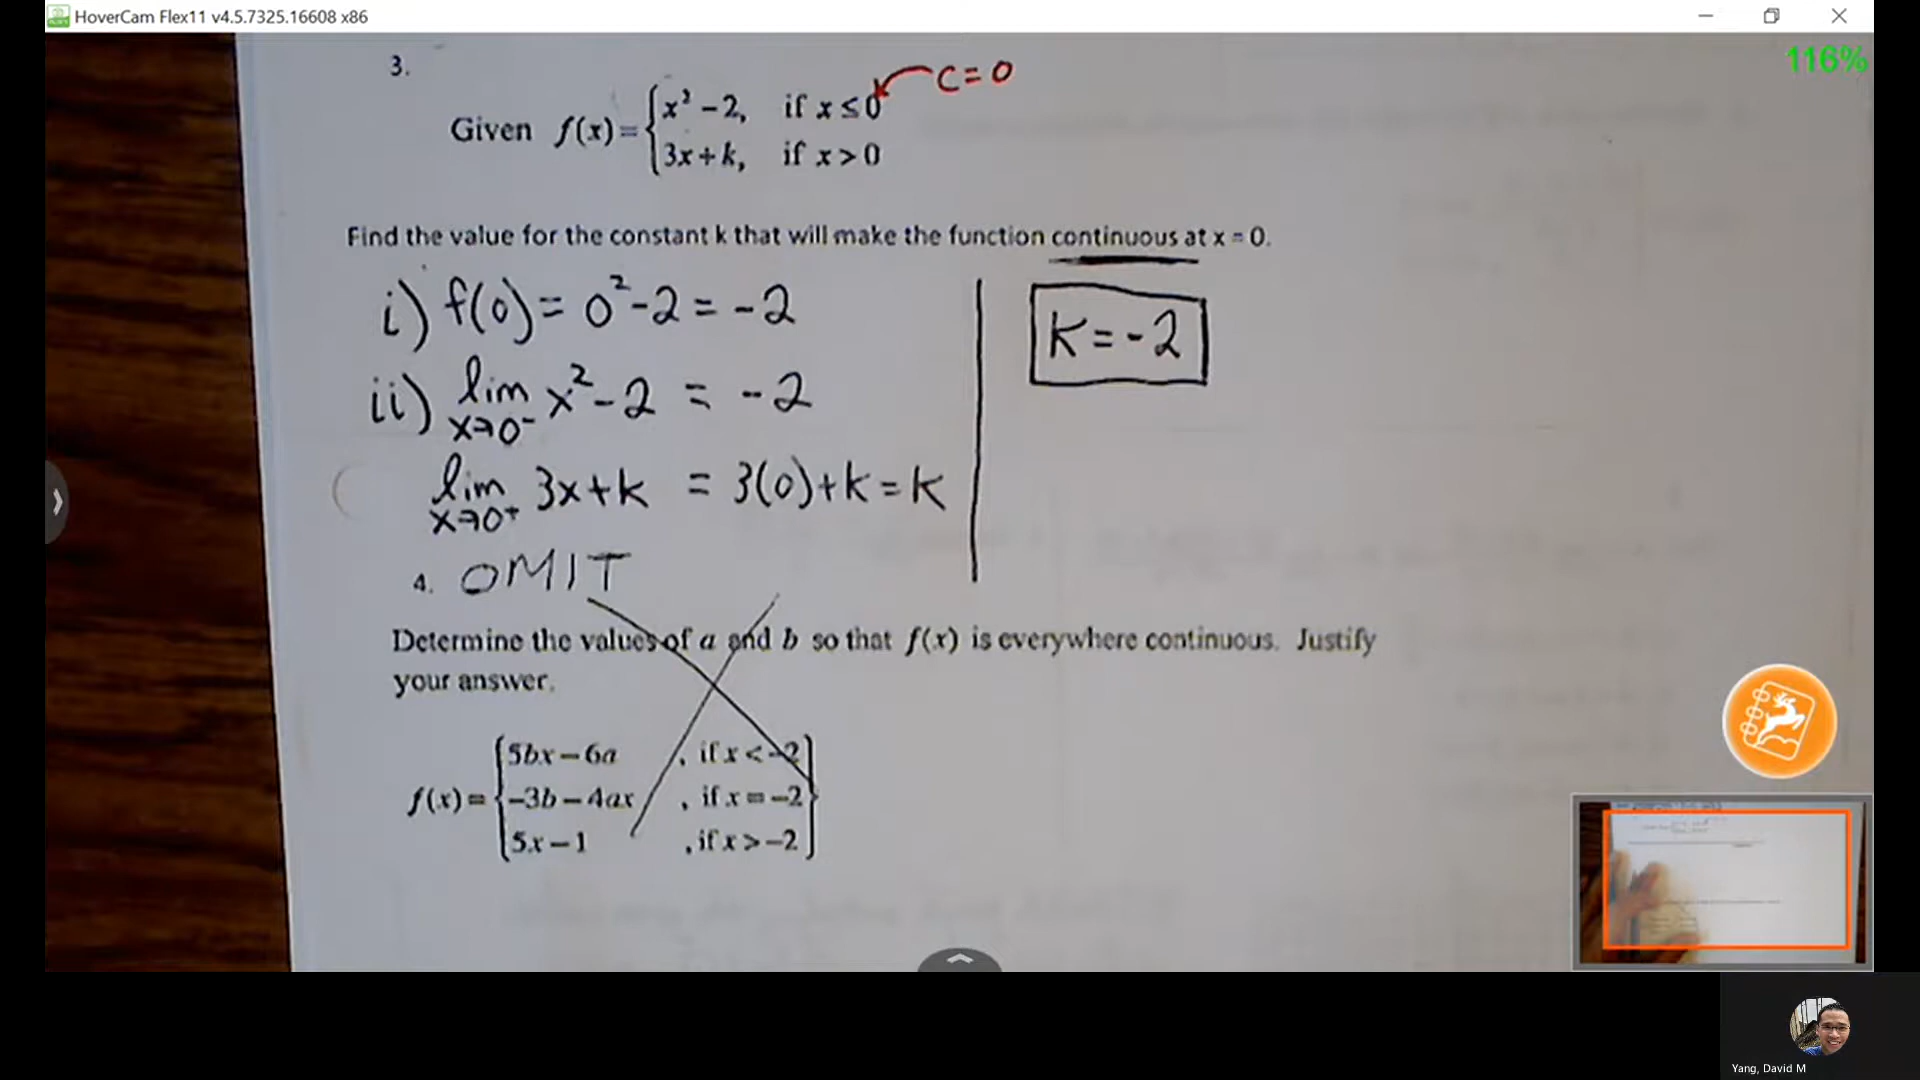 HoverCam Flex11 v4.5.7325.16608 x86
116%
3.
C = 0
Given f(x) = { x² − 2, if x ≤ 0
3x + k, if x > 0
Find the value for the constant k that will make the function continuous at x = 0.
i) f(0) = 0² - 2 = -2
K = -2
ii) lim x→0⁻ x² - 2 = -2
lim x→0⁺ 3x + k = 3(0) + k = k
4. OMIT
Determine the values of a and b so that f(x) is everywhere continuous. Justify
your answer.
f(x) = { 5bx − 6a , if x < −2
−3b − 4ax , if x = −2
5x − 1 , if x > −2 }
Yang, David M